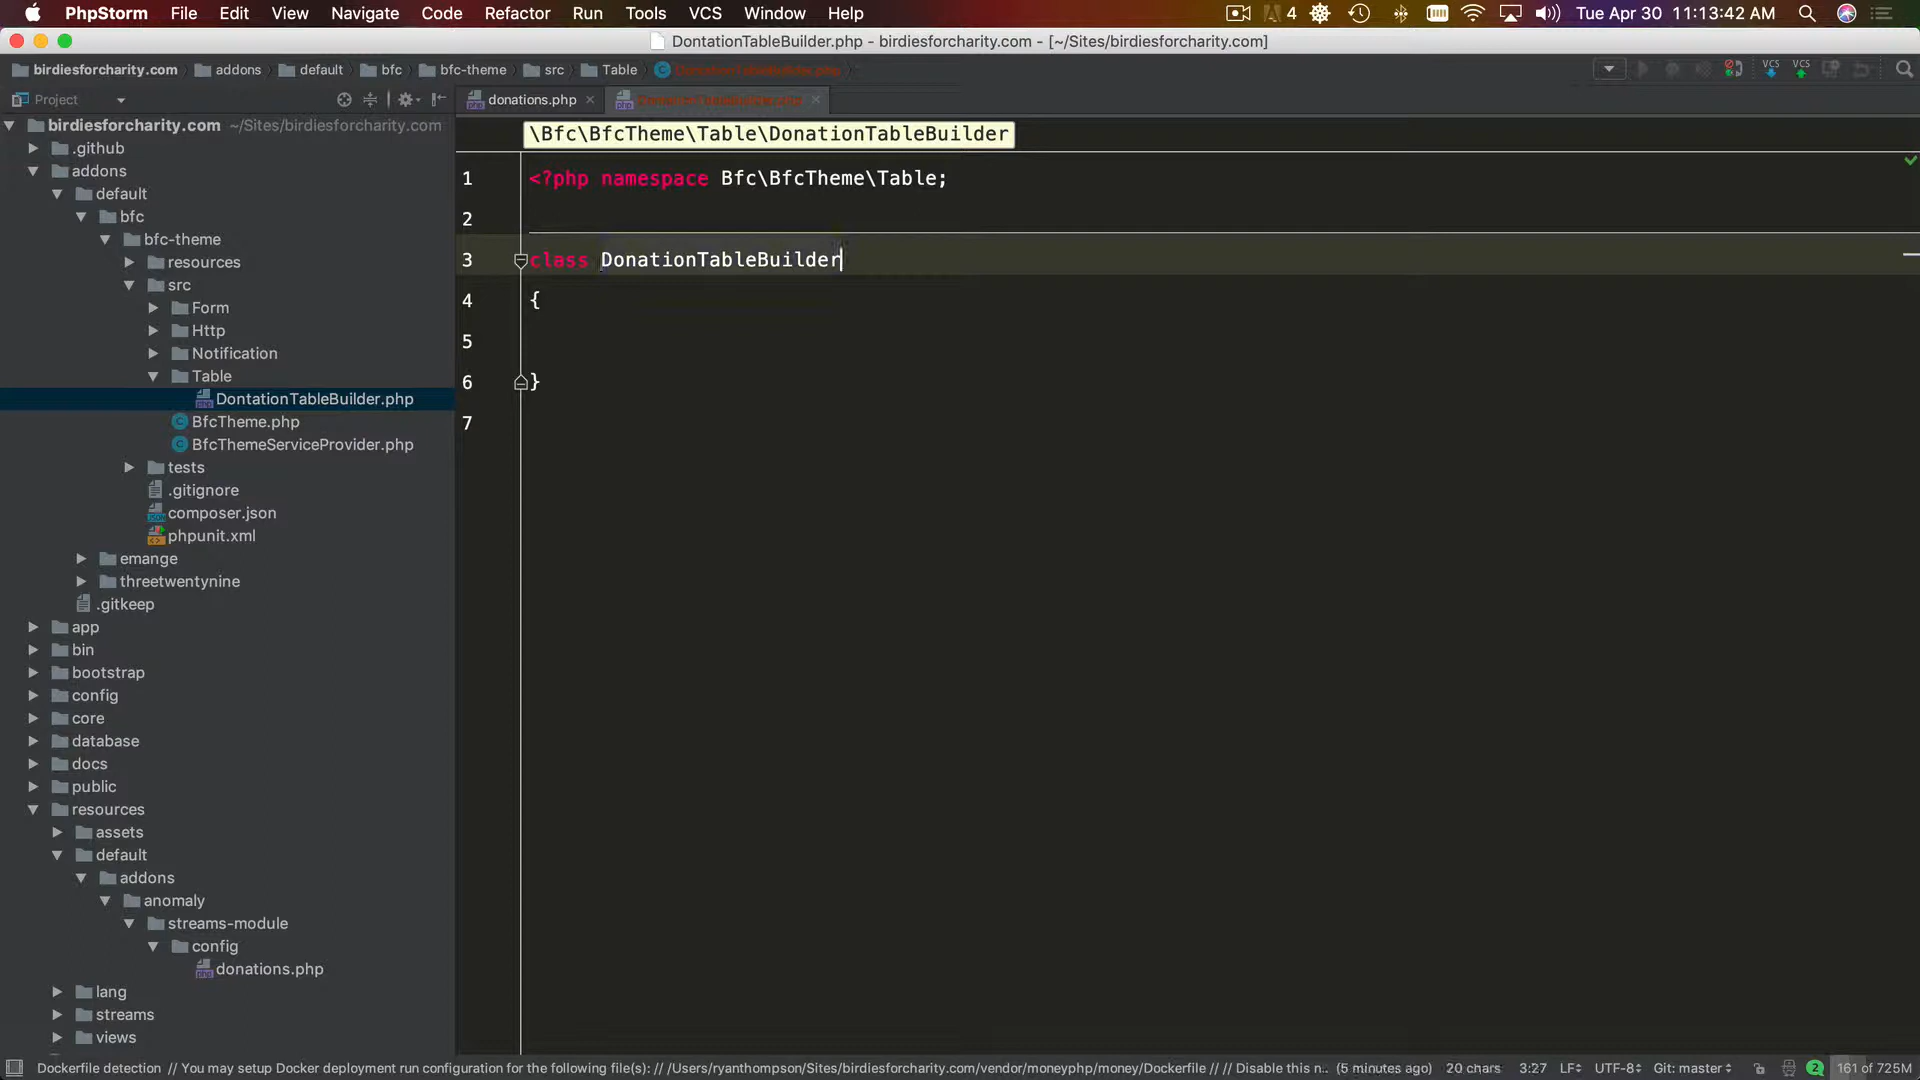 PhpStorm File Edit View Navigate Code Refactor Run Tools VCS Window Help 4 Tue Apr 30 11:13:42 AM
DontationTableBuilder.php - birdiesforcharity.com - [~/Sites/birdiesforcharity.com]
birdiesforcharity.com addons default bfc bfc-theme src Table DontationTableBuilder.php VCS VCS
Project donations.php DontationTableBuilder.php
birdiesforcharity.com ~/Sites/birdiesforcharity.com
\Bfc\BfcTheme\Table\DonationTableBuilder
.github
addons
default
bfc
bfc-theme
resources
src
Form
Http
Notification
Table
DontationTableBuilder.php
BfcTheme.php
BfcThemeServiceProvider.php
tests
.gitignore
composer.json
phpunit.xml
emange
threetwentynine
.gitkeep
app
bin
bootstrap
config
core
database
docs
public
resources
assets
default
addons
anomaly
streams-module
config
donations.php
lang
streams
views
1 <?php namespace Bfc\BfcTheme\Table;
2
3 class DonationTableBuilder
4 {
5
6 }
7
Dockerfile detection // You may setup Docker deployment run configuration for the following file(s): // /Users/ryanthompson/Sites/birdiesforcharity.com/vendor/moneyphp/money/Dockerfile // // Disable this n.. (5 minutes ago) 20 chars 3:27 LF UTF-8 Git: master 2 161 of 725M